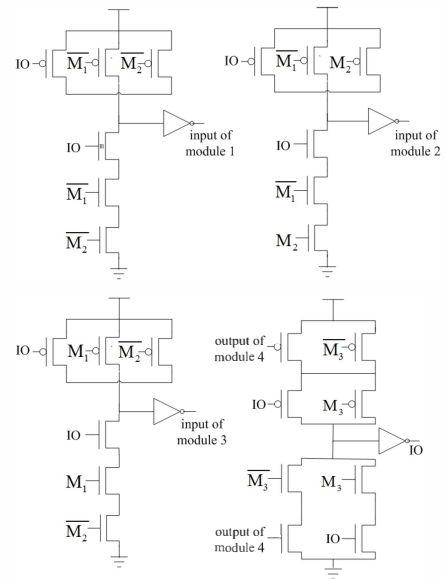 IO
M̅₁
M̅₂
IO
input of
module 1
M̅₁
M̅₂
IO
M̅₁
M₂
IO
input of
module 2
M̅₁
M₂
IO
M₁
M̅₂
IO
input of
module 3
M₁
M̅₂
output of
module 4
M̅₃
IO
M₃
IO
M̅₃
M₃
output of
module 4
IO